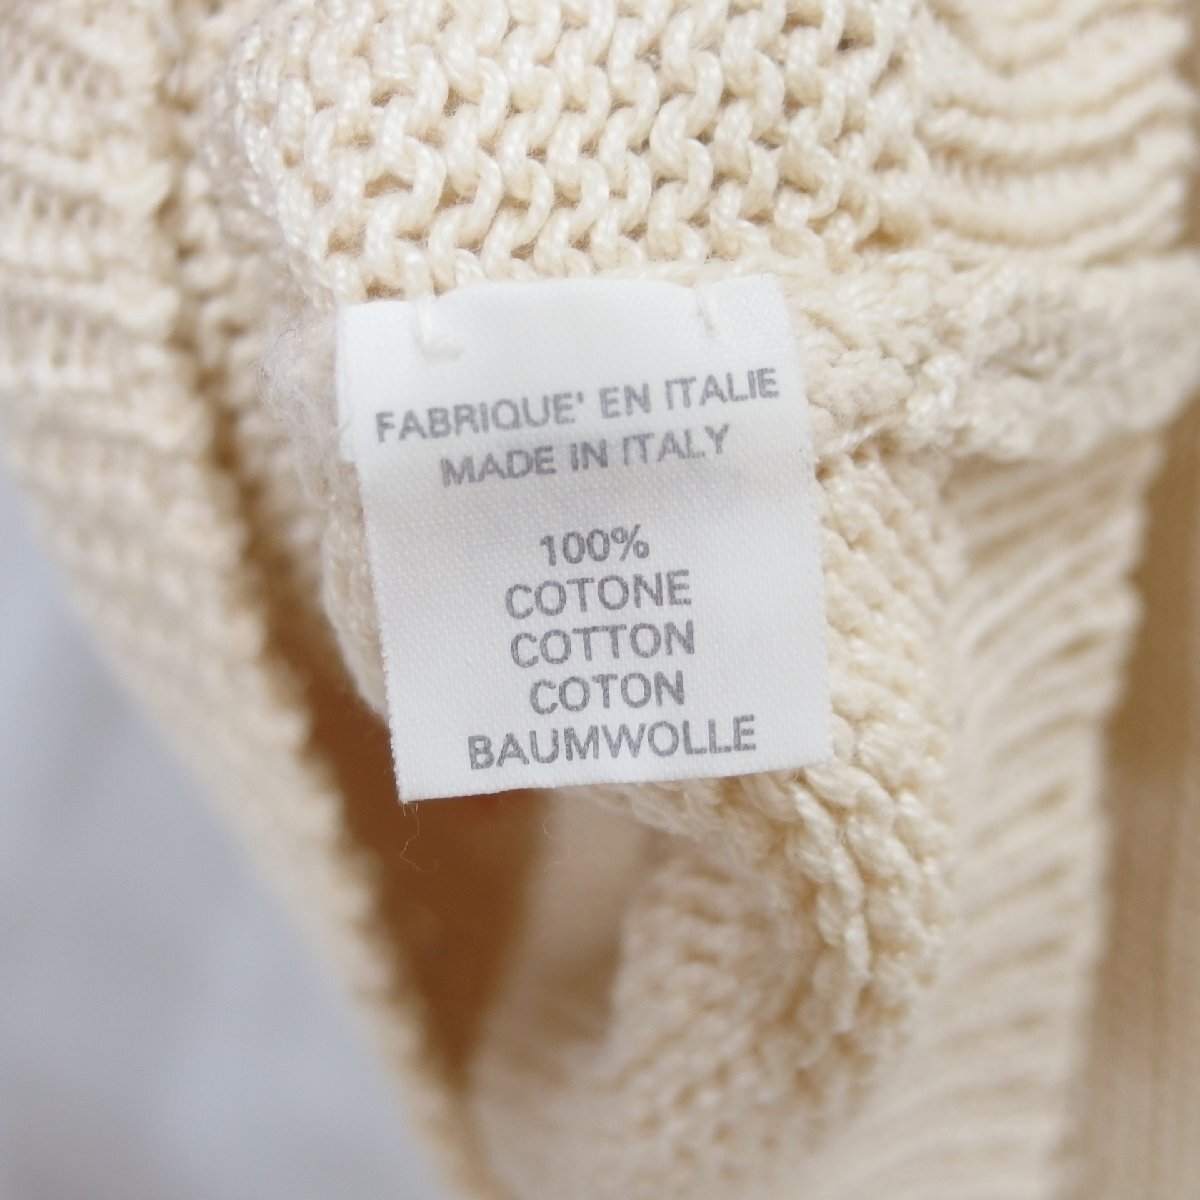 FABRIQUE' EN ITALIE
MADE IN ITALY
100%
COTONE
COTTON
COTON
BAUMWOLLE